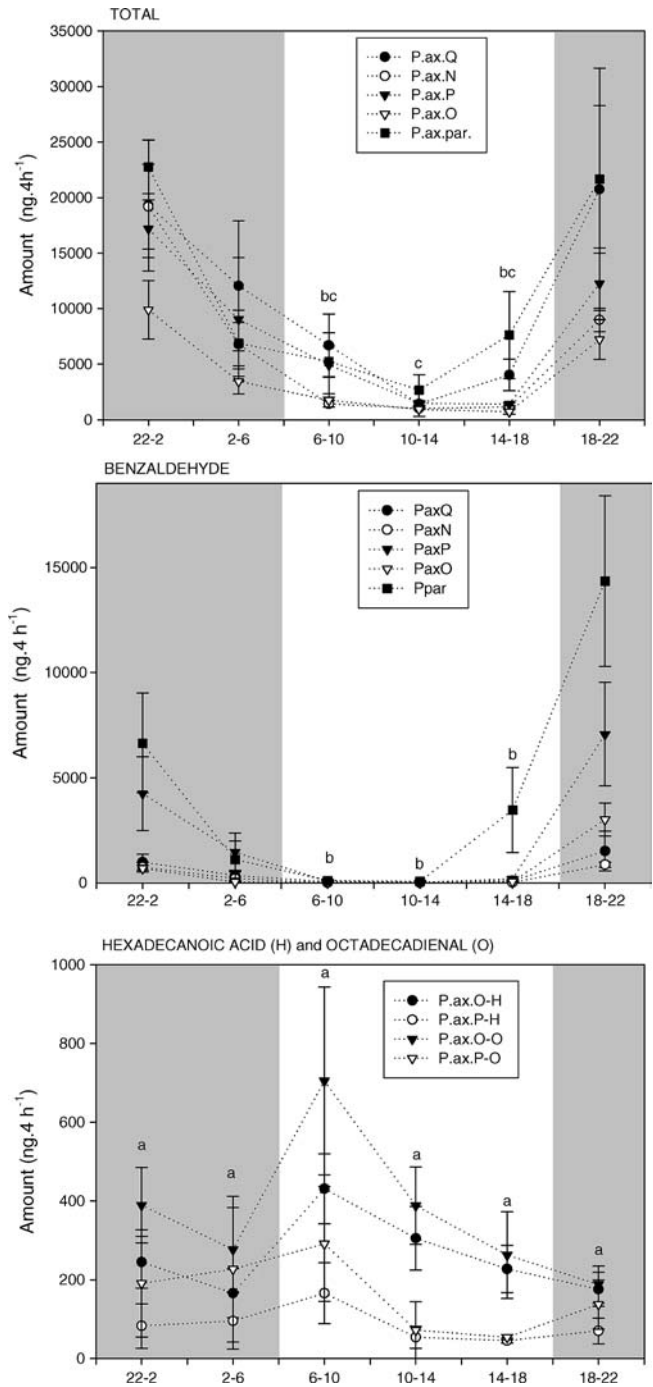 TOTAL
35000
30000
25000
20000
15000
10000
5000
0
Amount (ng.4h-1)
P.ax.Q
P.ax.N
P.ax.P
P.ax.O
P.ax.par.
bc
c
bc
22-2 2-6 6-10 10-14 14-18 18-22
BENZALDEHYDE
15000
10000
5000
0
Amount (ng.4 h-1)
PaxQ
PaxN
PaxP
PaxO
Ppar
b
b
b
22-2 2-6 6-10 10-14 14-18 18-22
HEXADECANOIC ACID (H) and OCTADECADIENAL (O)
1000
800
600
400
200
0
Amount (ng.4 h-1)
P.ax.O-H
P.ax.P-H
P.ax.O-O
P.ax.P-O
a
a
a
a
a
a
22-2 2-6 6-10 10-14 14-18 18-22